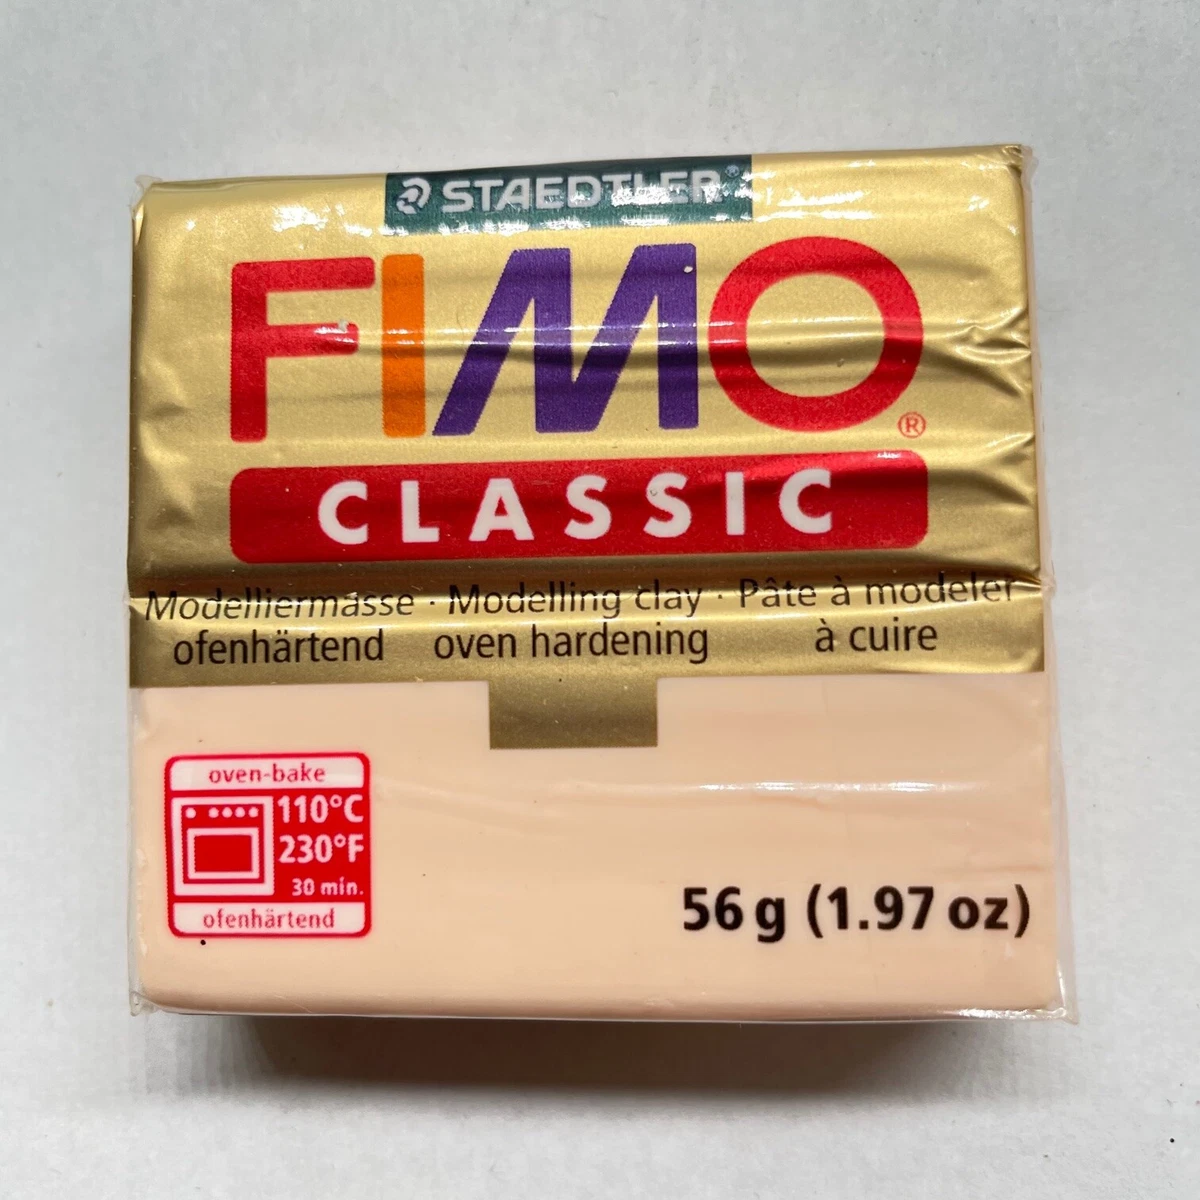 STAEDTLER®
FIMO®
CLASSIC
Modelliermasse · Modelling clay · Pâte à modeler
ofenhärtend oven hardening à cuire
oven-bake
110°C
230°F
30 min.
ofenhärtend
56 g (1.97 oz)